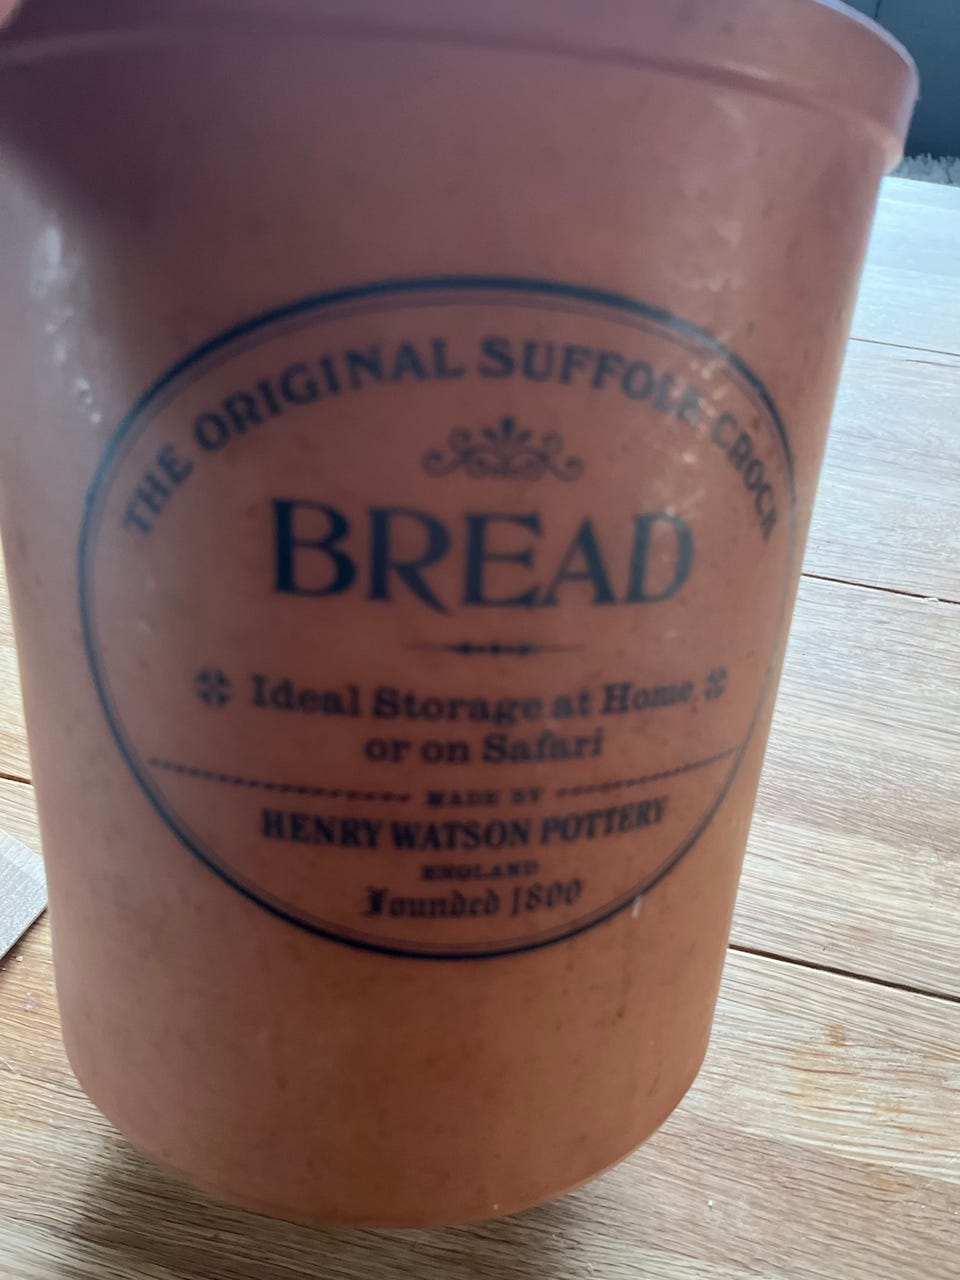 THE ORIGINAL SUFFOLK CROCK
BREAD
Ideal Storage at Home
or on Safari
MADE BY
HENRY WATSON POTTERY
ENGLAND
Founded 1800